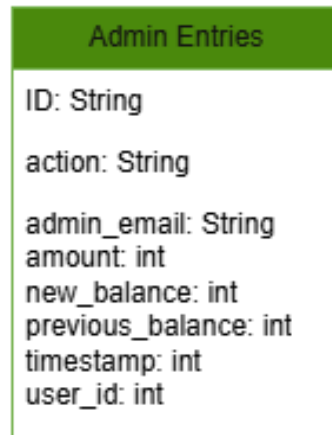 Admin Entries
ID: String
action: String
admin_email: String
amount: int
new_balance: int
previous_balance: int
timestamp: int
user_id: int